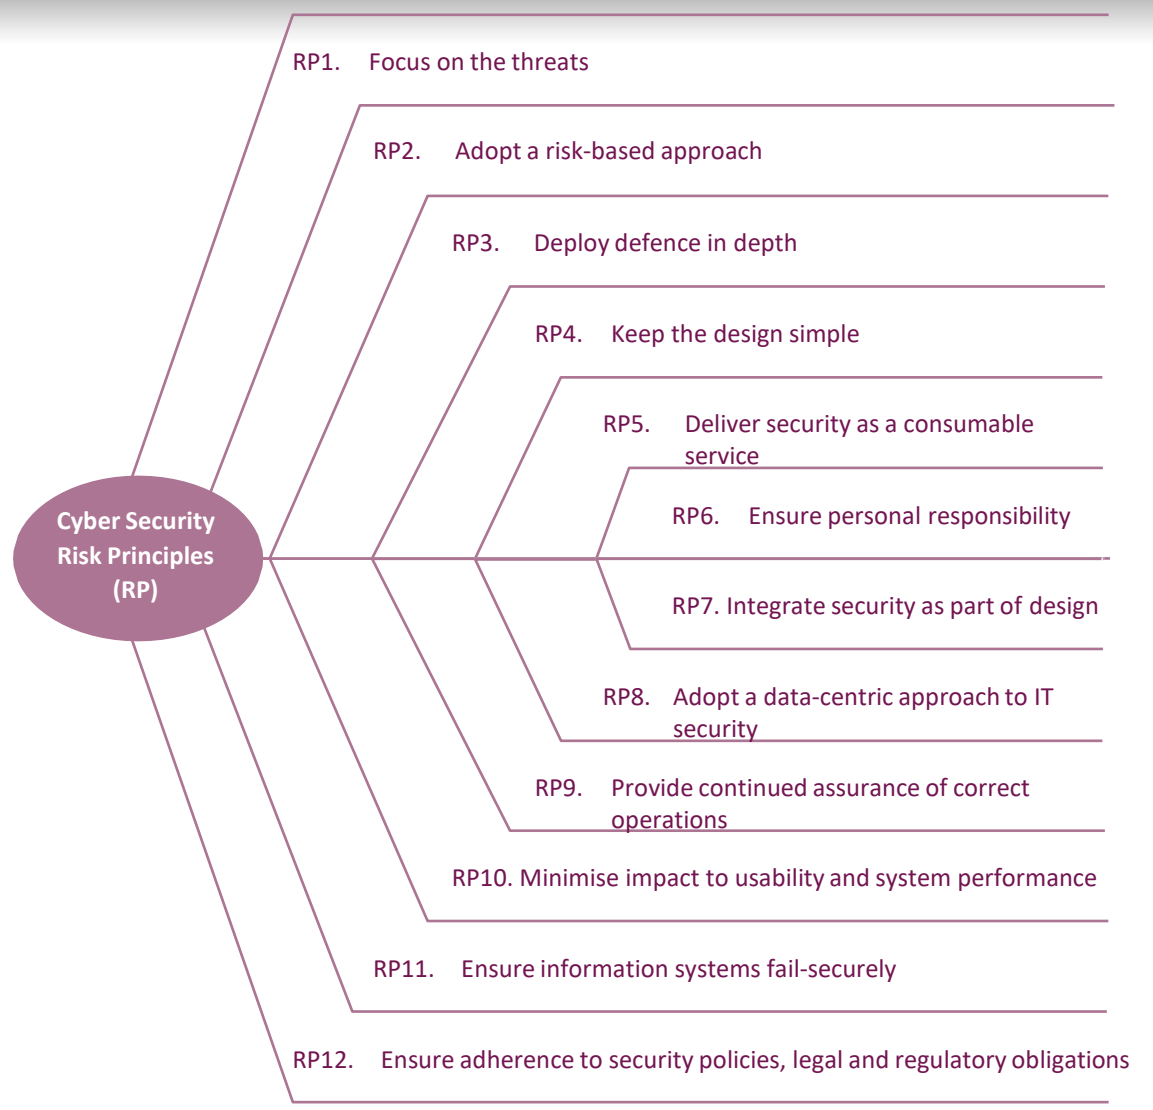 RP1. Focus on the threats
RP2. Adopt a risk-based approach
RP3. Deploy defence in depth
RP4. Keep the design simple
RP5. Deliver security as a consumable
service
Cyber Security
Risk Principles
(RP)
RP6. Ensure personal responsibility
RP7. Integrate security as part of design
RP8. Adopt a data-centric approach to IT
security
RP9. Provide continued assurance of correct
operations
RP10. Minimise impact to usability and system performance
RP11. Ensure information systems fail-securely
RP12. Ensure adherence to security policies, legal and regulatory obligations